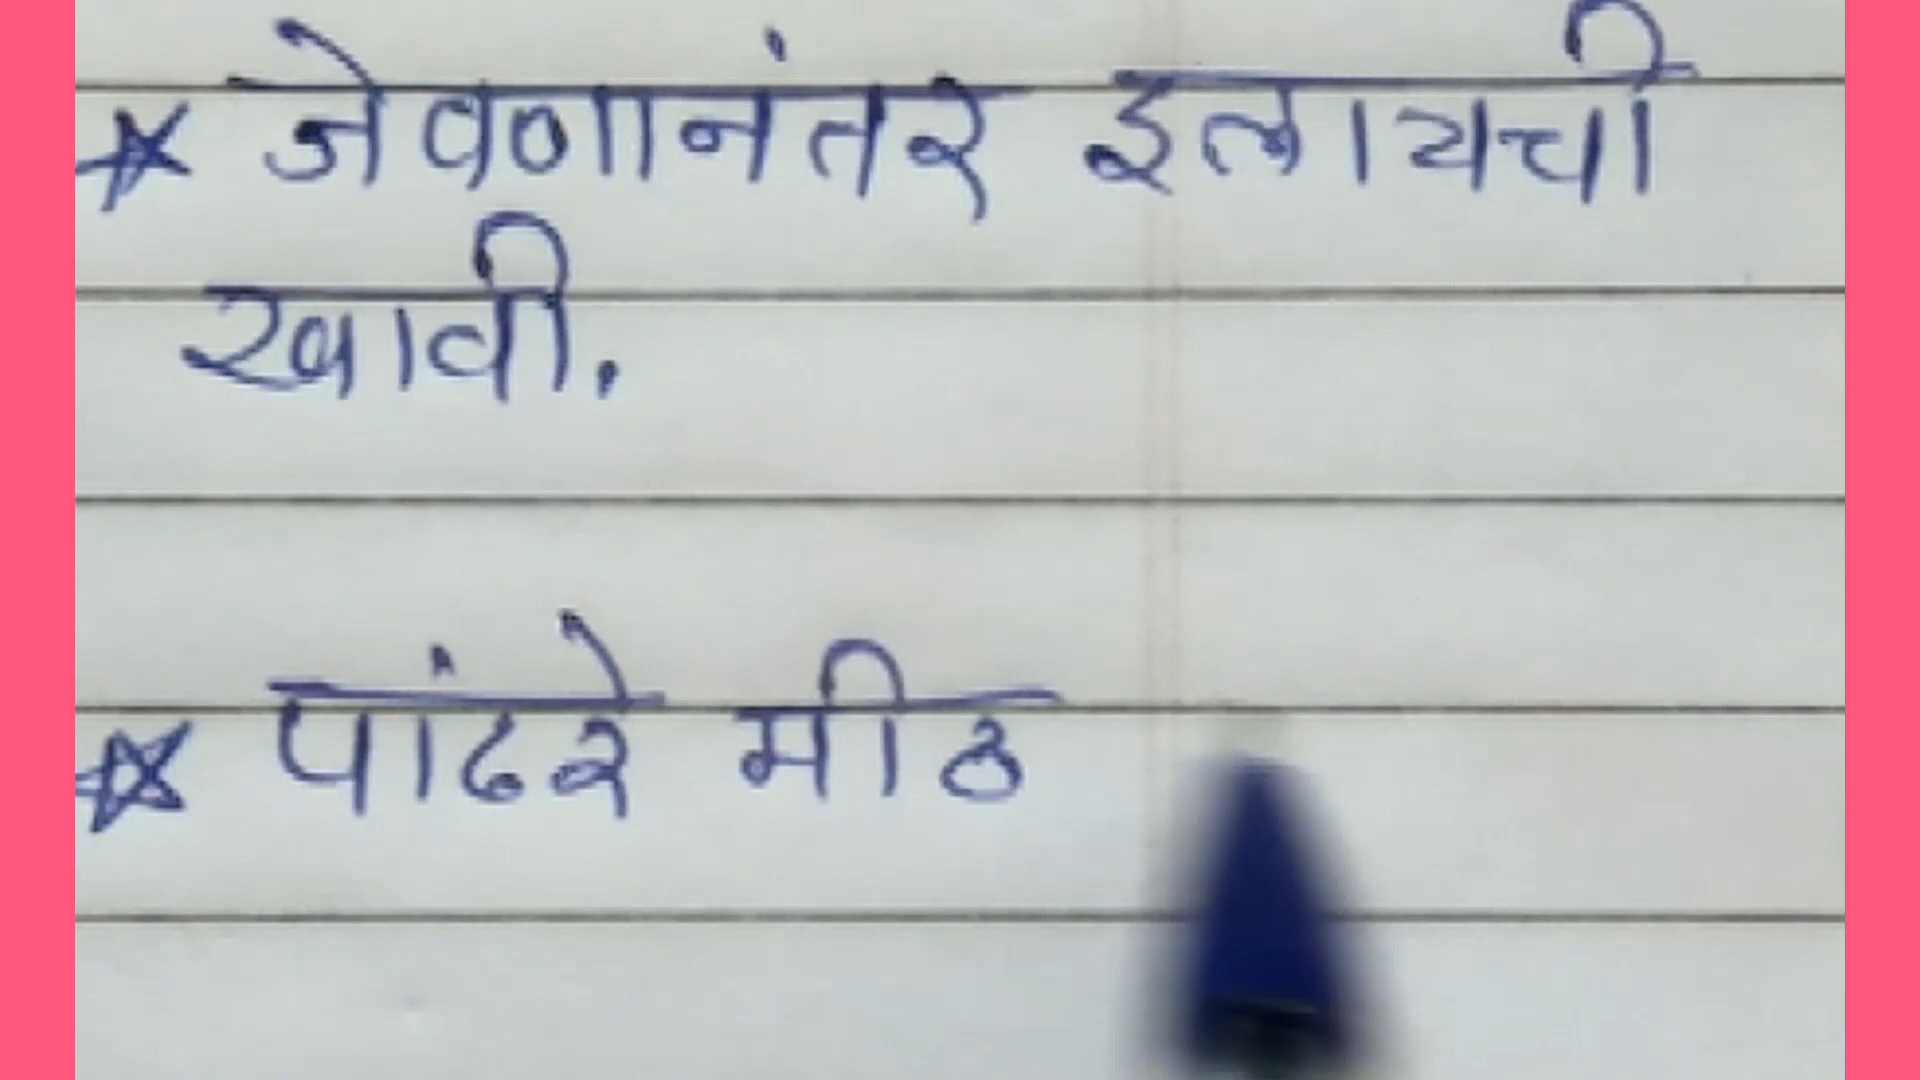 ★ जेवणानंतर इलायची
खावी.
★ पांढरे मीठ